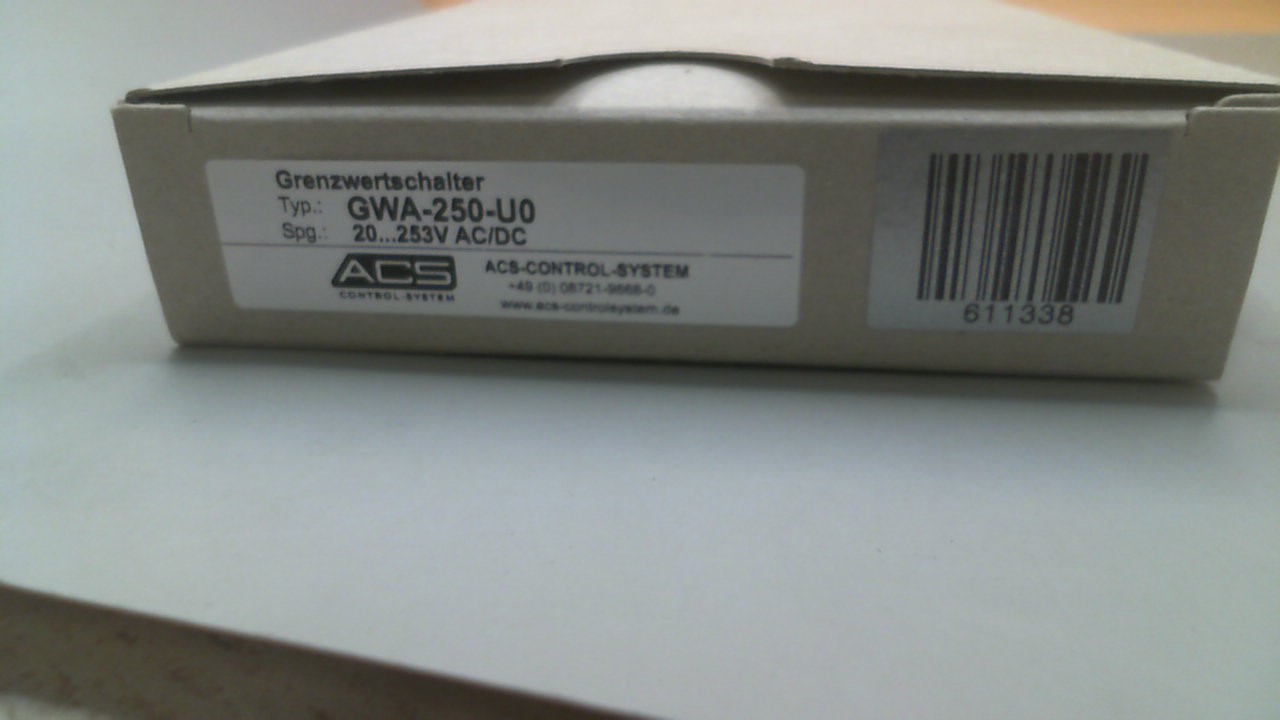 Grenzwertschalter
Typ.: GWA-250-U0
Spg.: 20...253V AC/DC
ACS
CONTROL-SYSTEM
ACS-CONTROL-SYSTEM
+49 (0) 08721-9668-0
www.acs-controlsystem.de
611338